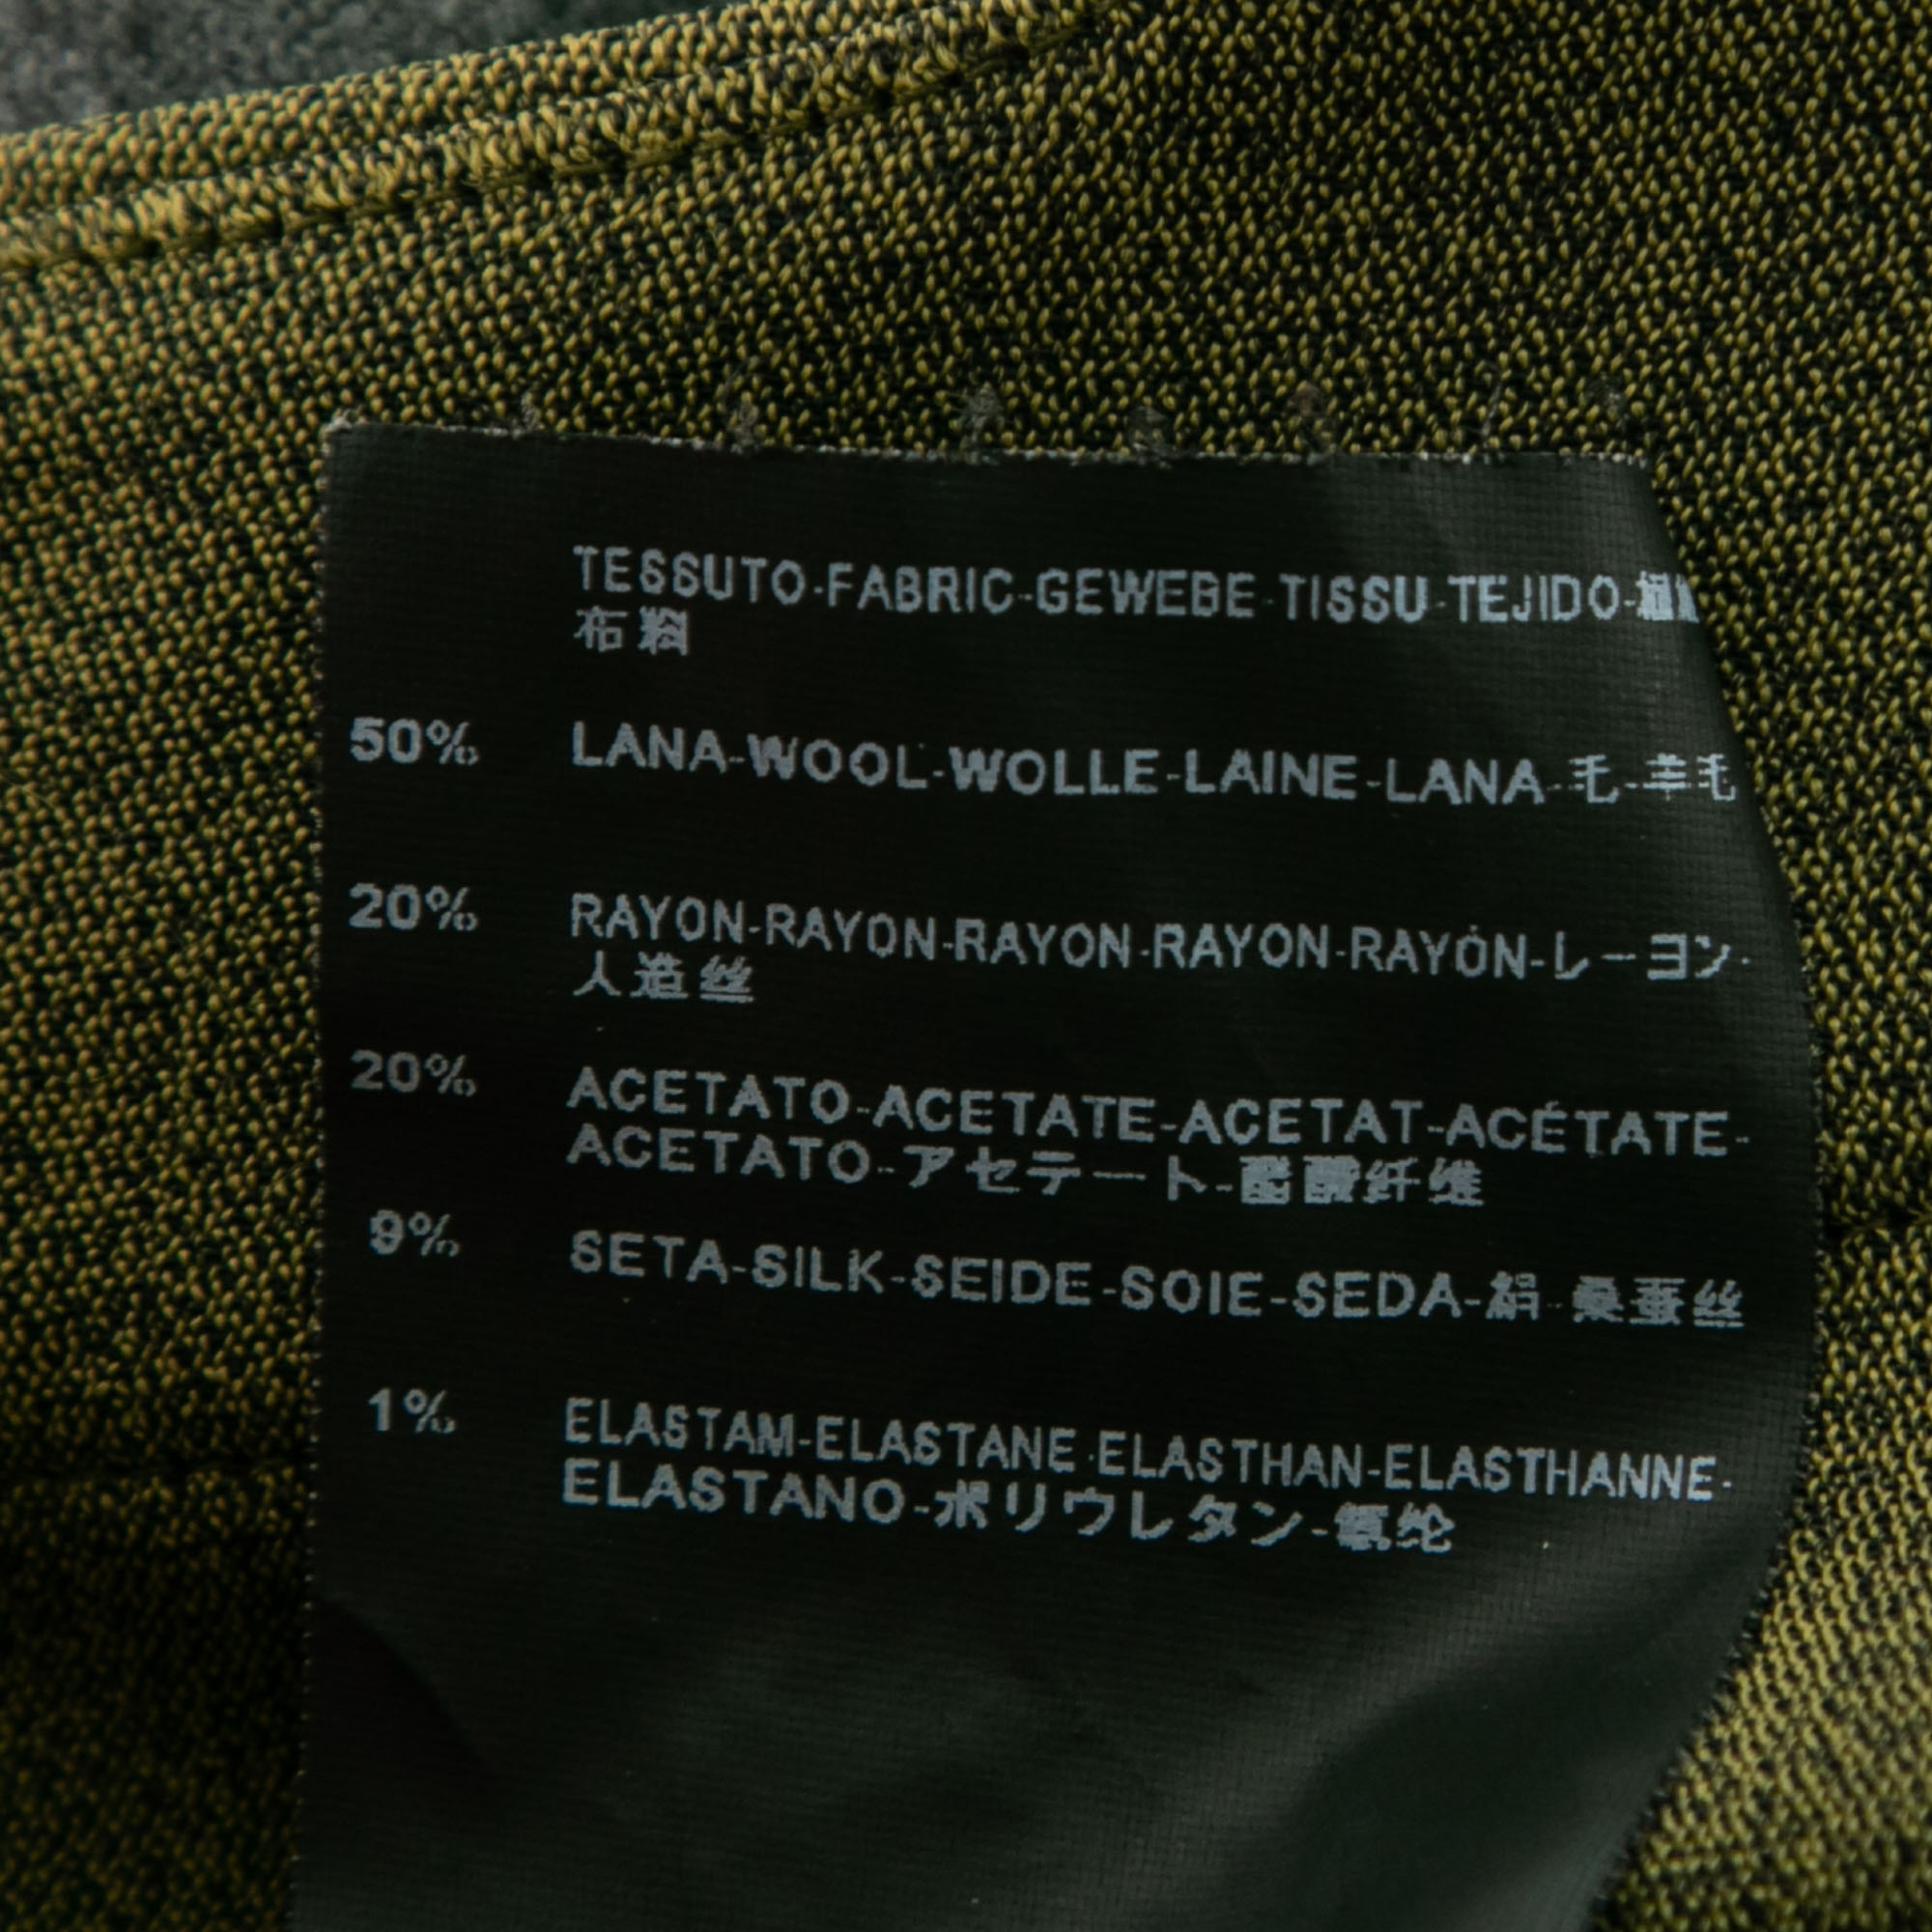 TESSUTO-FABRIC-GEWEBE-TISSU-TEJIDO-
布料
50% LANA-WOOL-WOLLE-LAINE-LANA-毛-羊毛
20% RAYON-RAYON-RAYON-RAYON-RAYÓN-レーヨン-
人造丝
20% ACETATO-ACETATE-ACETAT-ACÉTATE-
ACETATO-アセテート-醋酸纤维
9% SETA-SILK-SEIDE-SOIE-SEDA-絹-桑蚕丝
1% ELASTAM-ELASTANE-ELASTHAN-ELASTHANNE-
ELASTANO-ポリウレタン-氨纶